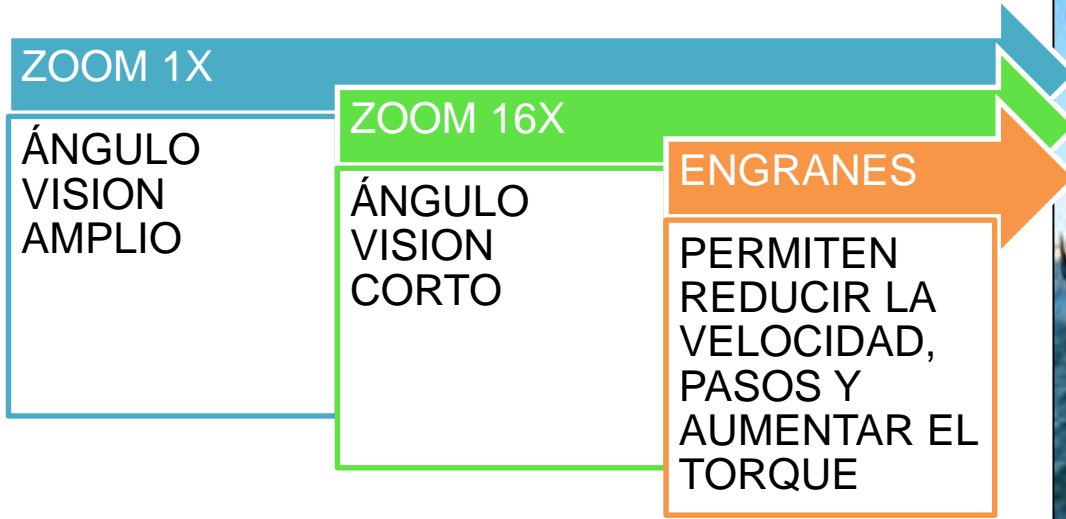 ZOOM 1X
ÁNGULO
VISION
AMPLIO
ZOOM 16X
ÁNGULO
VISION
CORTO
ENGRANES
PERMITEN
REDUCIR LA
VELOCIDAD,
PASOS Y
AUMENTAR EL
TORQUE